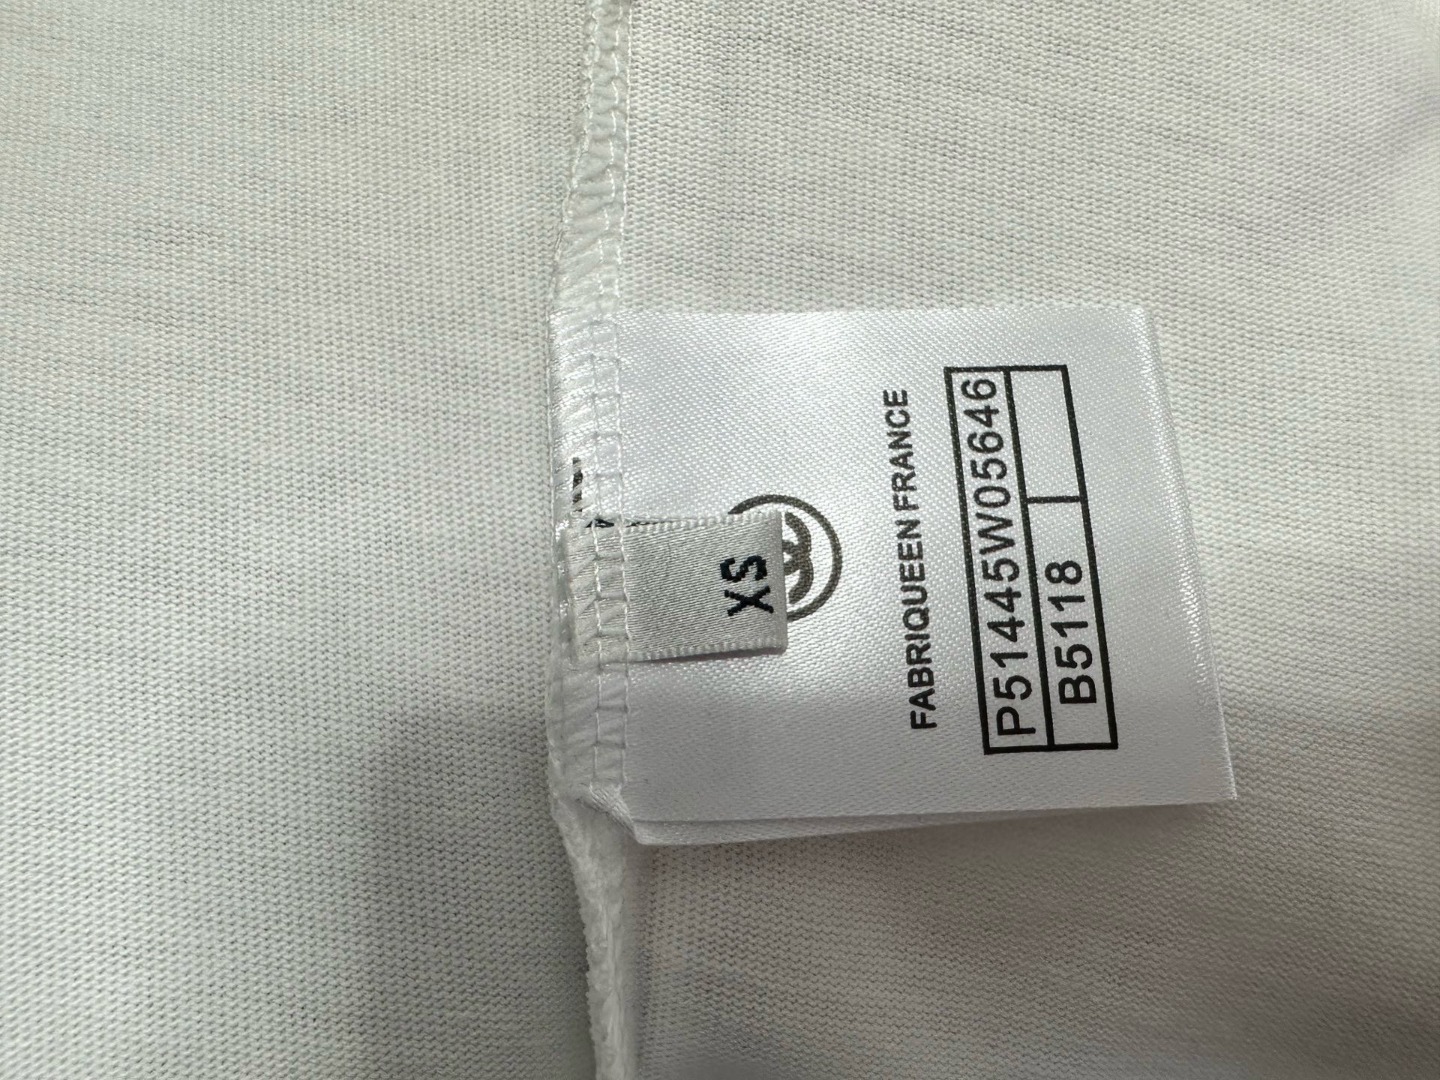 XS
FABRIQUEEN FRANCE
P51445W05646
B5118